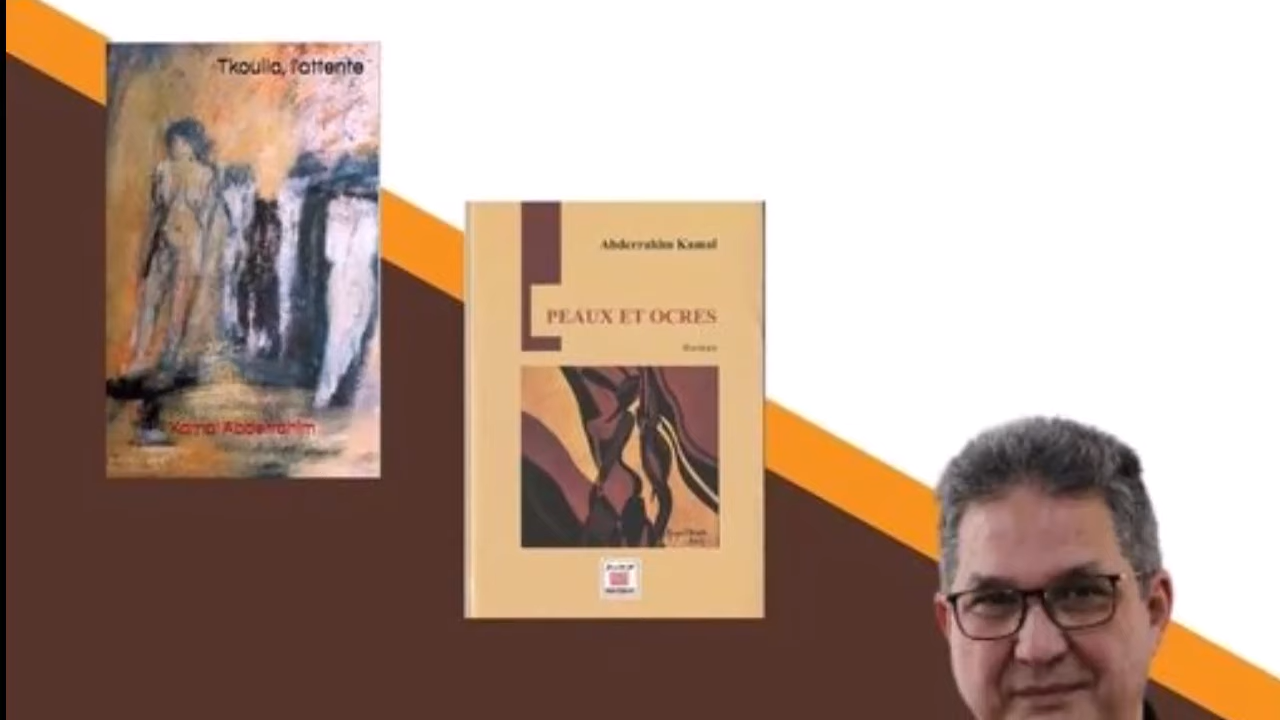 Tkoulia, l'attente
Kamal Abderrahim
Abderrahim Kamal
PEAUX ET OCRES
Roman